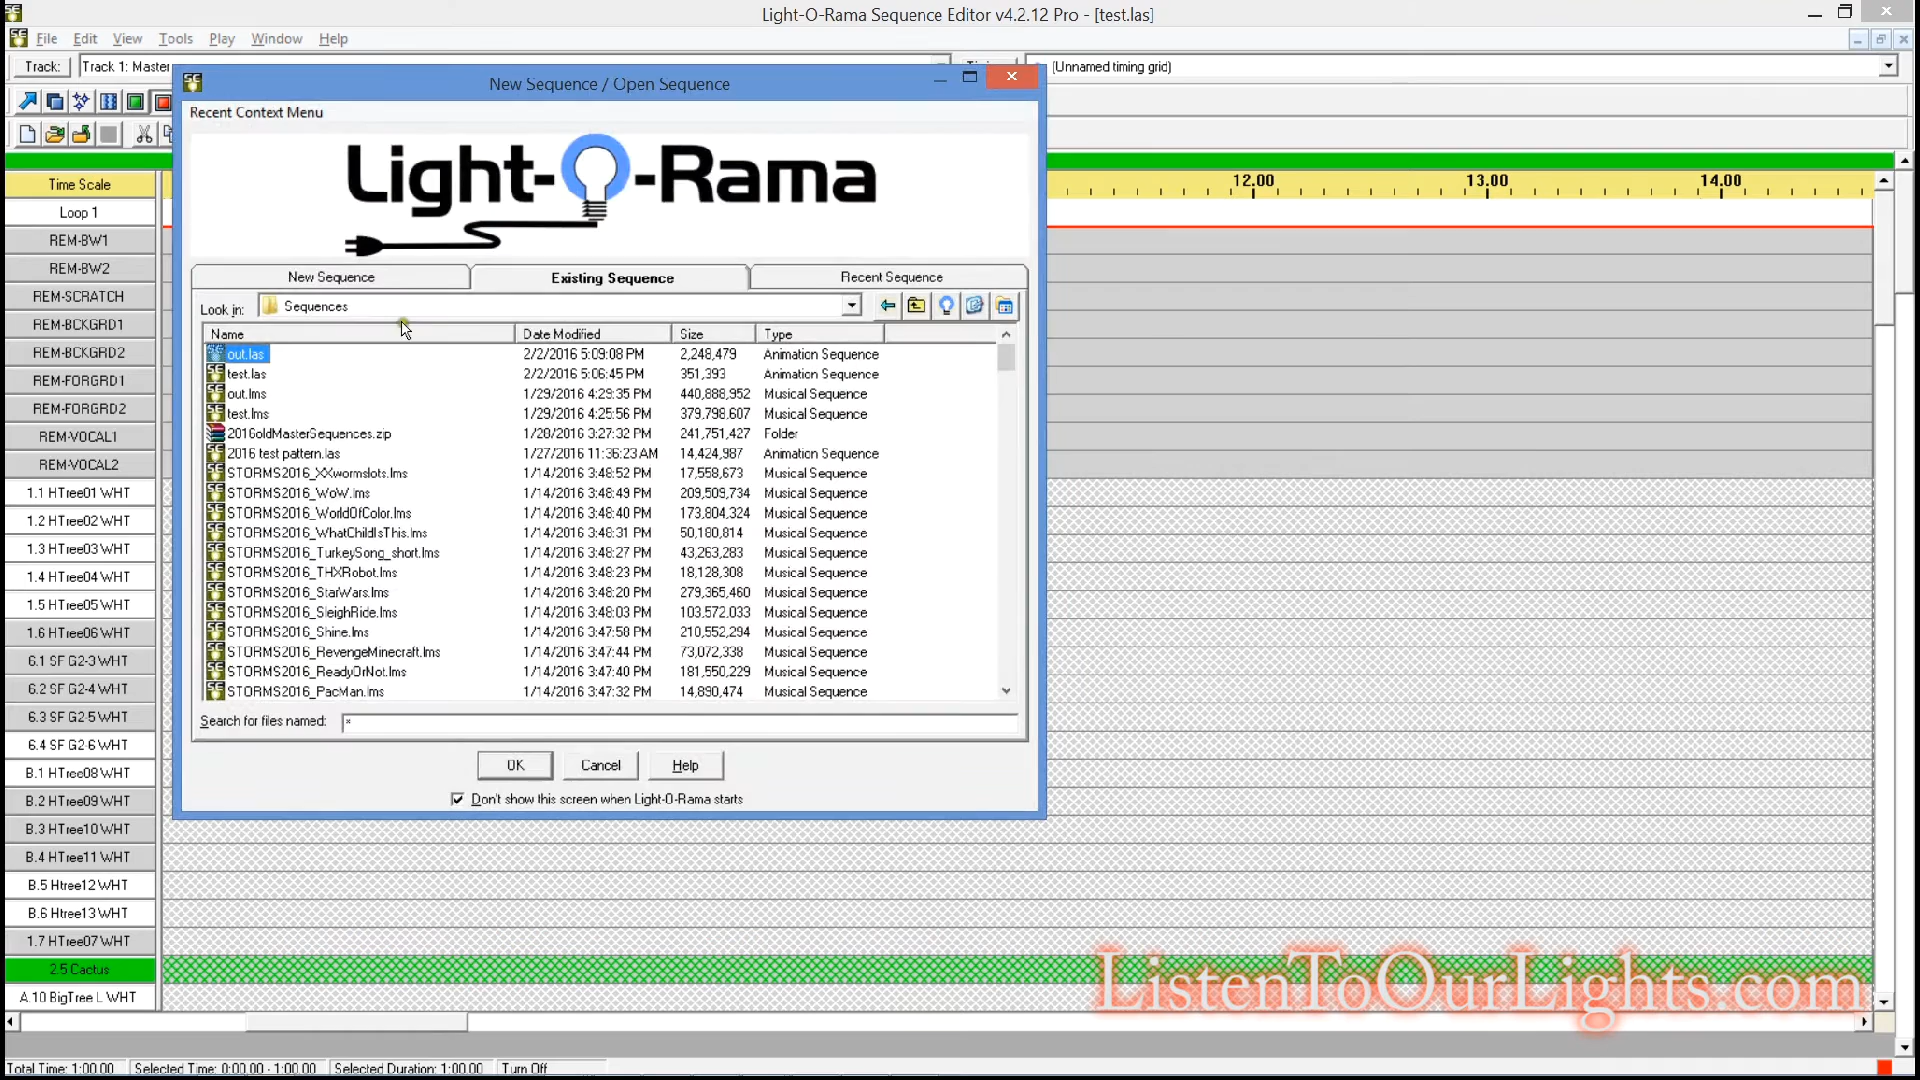 Light-O-Rama Sequence Editor v4.2.12 Pro - [test.las]
File Edit View Tools Play Window Help
Track: Track 1: Master
(Unnamed timing grid)
New Sequence / Open Sequence
Recent Context Menu
Light-O-Rama
New Sequence Existing Sequence Recent Sequence
Look in: Sequences
Name Date Modified Size Type
out.las 2/2/2016 5:09:08 PM 2,248,479 Animation Sequence
test.las 2/2/2016 5:06:45 PM 351,393 Animation Sequence
out.lms 1/29/2016 4:29:35 PM 440,888,952 Musical Sequence
test.lms 1/29/2016 4:25:56 PM 379,798,607 Musical Sequence
2016oldMasterSequences.zip 1/28/2016 3:27:32 PM 241,751,427 Folder
2016 test pattern.las 1/27/2016 11:36:23 AM 14,424,987 Animation Sequence
STORMS2016_XXwormslots.lms 1/14/2016 3:48:52 PM 17,558,673 Musical Sequence
STORMS2016_WoW.lms 1/14/2016 3:48:49 PM 209,509,734 Musical Sequence
STORMS2016_WorldOfColor.lms 1/14/2016 3:48:40 PM 173,804,324 Musical Sequence
STORMS2016_WhatChildIsThis.lms 1/14/2016 3:48:31 PM 50,180,814 Musical Sequence
STORMS2016_TurkeySong_short.lms 1/14/2016 3:48:27 PM 43,263,283 Musical Sequence
STORMS2016_THXRobot.lms 1/14/2016 3:48:23 PM 18,128,308 Musical Sequence
STORMS2016_StarWars.lms 1/14/2016 3:48:20 PM 279,365,460 Musical Sequence
STORMS2016_SleighRide.lms 1/14/2016 3:48:03 PM 103,572,033 Musical Sequence
STORMS2016_Shine.lms 1/14/2016 3:47:58 PM 210,552,294 Musical Sequence
STORMS2016_RevengeMinecraft.lms 1/14/2016 3:47:44 PM 73,072,338 Musical Sequence
STORMS2016_ReadyOrNot.lms 1/14/2016 3:47:40 PM 181,550,229 Musical Sequence
STORMS2016_PacMan.lms 1/14/2016 3:47:32 PM 14,890,474 Musical Sequence
Search for files named: *
OK Cancel Help
Don't show this screen when Light-O-Rama starts
12.00 13.00 14.00
Time Scale
Loop 1
REM-BW1
REM-BW2
REM-SCRATCH
REM-BCKGRD1
REM-BCKGRD2
REM-FORGRD1
REM-FORGRD2
REM-VOCAL1
REM-VOCAL2
1.1 HTree01 WHT
1.2 HTree02 WHT
1.3 HTree03 WHT
1.4 HTree04 WHT
1.5 HTree05 WHT
1.6 HTree06 WHT
6.1 SF G2-3 WHT
6.2 SF G2-4 WHT
6.3 SF G2-5 WHT
6.4 SF G2-6 WHT
B.1 HTree08 WHT
B.2 HTree09 WHT
B.3 HTree10 WHT
B.4 HTree11 WHT
B.5 Htree12 WHT
B.6 Htree13 WHT
1.7 HTree07 WHT
2.5 Cactus
A.10 BigTree L WHT
ListenToOurLights.com
Total Time: 1:00.00 Selected Time: 0:00.00 - 1:00.00 Selected Duration: 1:00.00 Turn Off